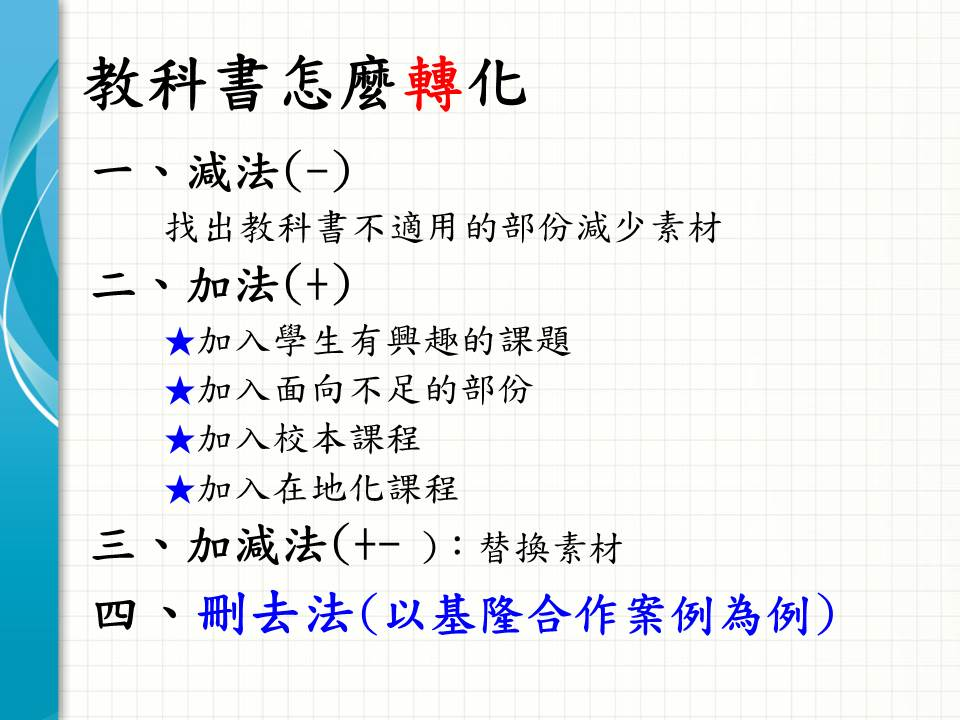 教科書怎麼轉化
一、減法(-)
找出教科書不適用的部份減少素材
二、加法(+)
★加入學生有興趣的課題
★加入面向不足的部份
★加入校本課程
★加入在地化課程
三、加減法(+- )：替換素材
四、刪去法(以基隆合作案例為例)